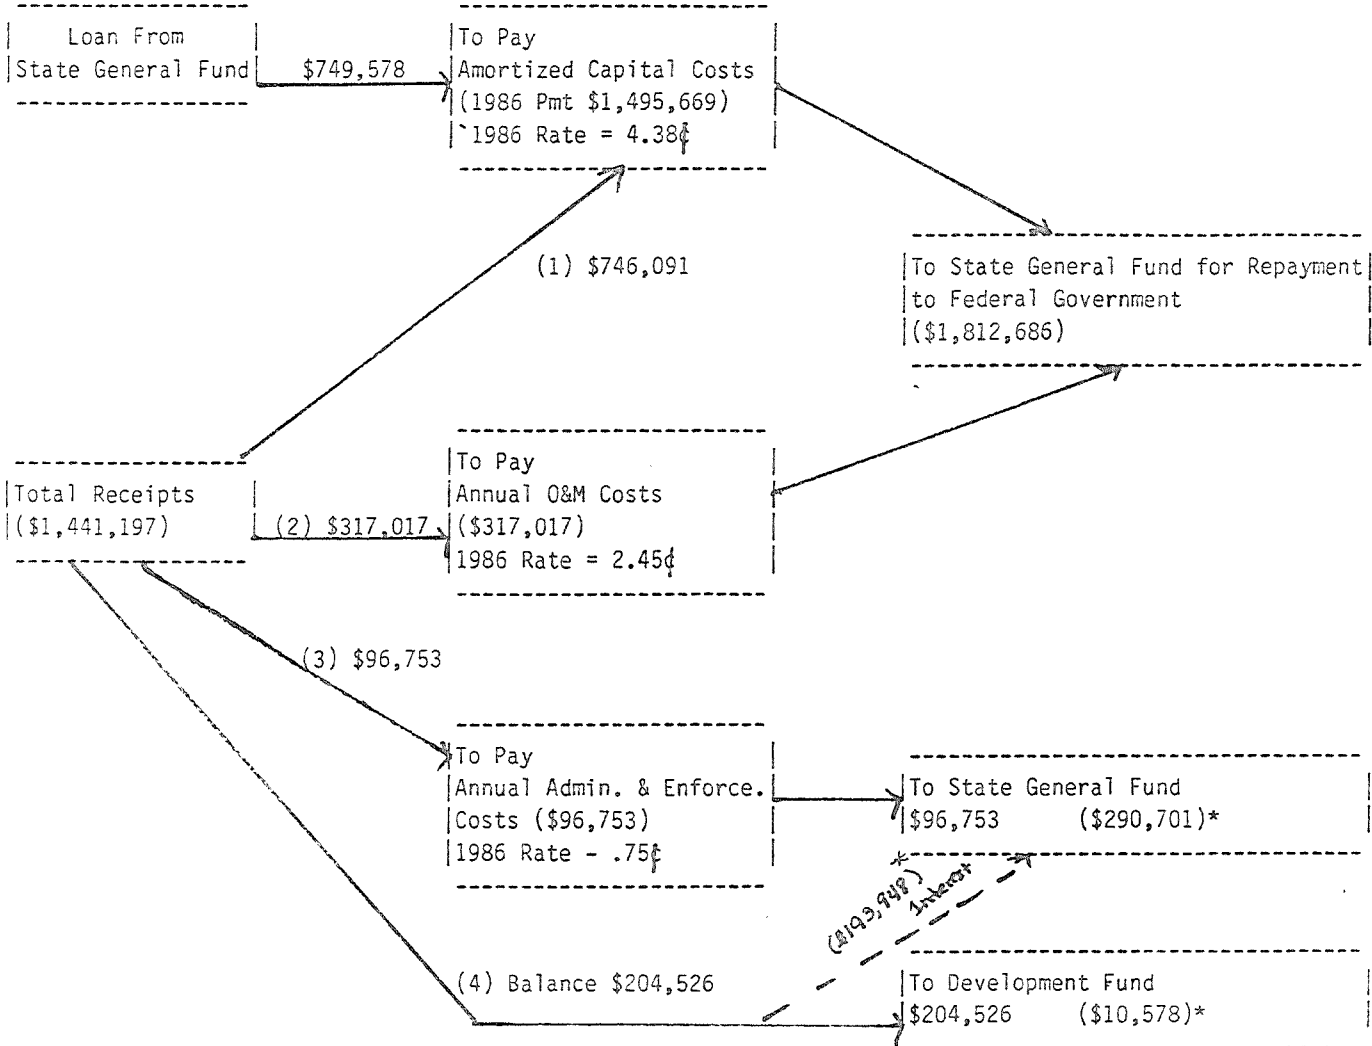 Loan From
State General Fund
$749,578
To Pay
Amortized Capital Costs
(1986 Pmt $1,495,669)
1986 Rate = 4.38¢
(1) $746,091
To State General Fund for Repayment
to Federal Government
($1,812,686)
Total Receipts
($1,441,197)
(2) $317,017
To Pay
Annual O&M Costs
($317,017)
1986 Rate = 2.45¢
(3) $96,753
To Pay
Annual Admin. & Enforce.
Costs ($96,753)
1986 Rate - .75¢
To State General Fund
$96,753 ($290,701)*
($193,948)*
Interest
(4) Balance $204,526
To Development Fund
$204,526 ($10,578)*